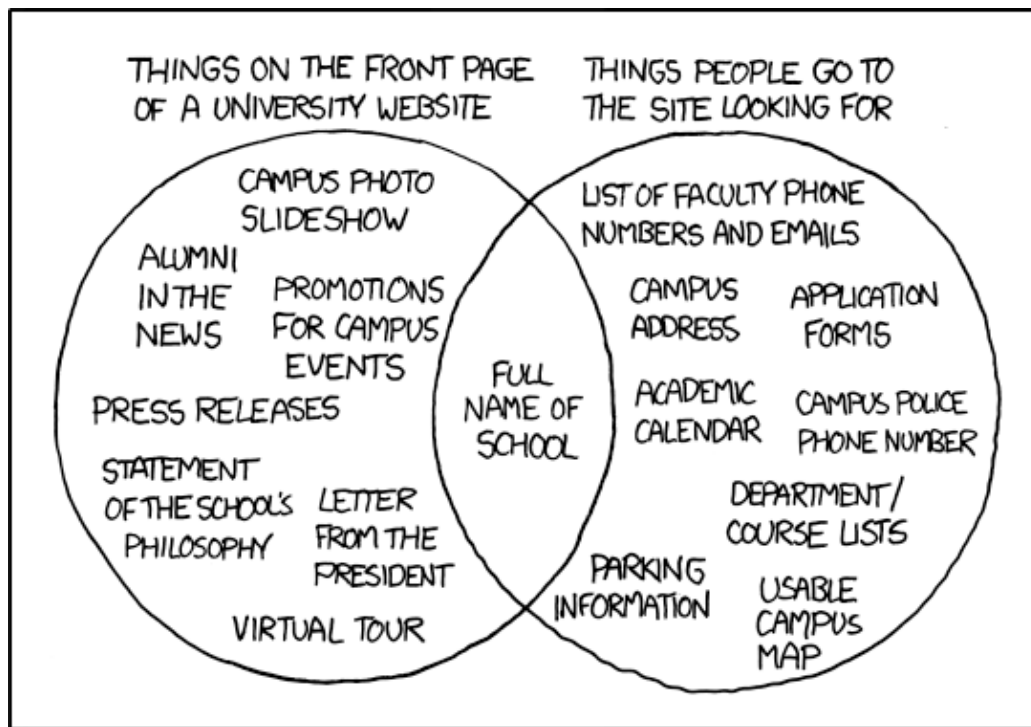 THINGS ON THE FRONT PAGE
OF A UNIVERSITY WEBSITE
THINGS PEOPLE GO TO
THE SITE LOOKING FOR
CAMPUS PHOTO
SLIDESHOW
ALUMNI
IN THE
NEWS
PROMOTIONS
FOR CAMPUS
EVENTS
PRESS RELEASES
STATEMENT
OF THE SCHOOL'S
PHILOSOPHY
LETTER
FROM THE
PRESIDENT
VIRTUAL TOUR
FULL
NAME OF
SCHOOL
LIST OF FACULTY PHONE
NUMBERS AND EMAILS
CAMPUS
ADDRESS
APPLICATION
FORMS
ACADEMIC
CALENDAR
CAMPUS POLICE
PHONE NUMBER
DEPARTMENT/
COURSE LISTS
PARKING
INFORMATION
USABLE
CAMPUS
MAP